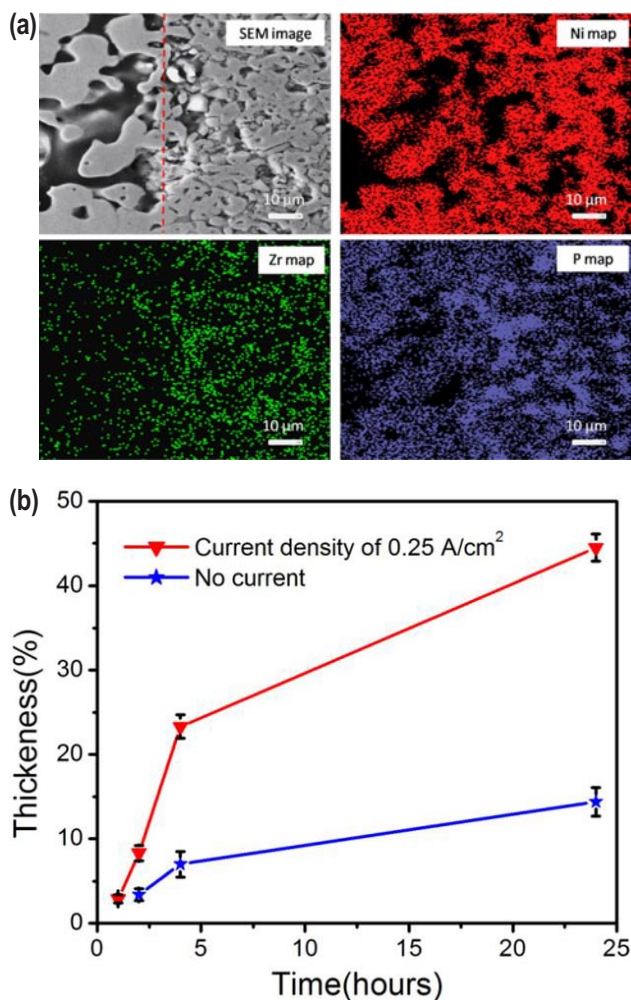 (a)
SEM image
10 μm
Ni map
10 μm
Zr map
10 μm
P map
10 μm
(b)
Thickeness(%)
50
40
30
20
10
0
Current density of 0.25 A/cm²
No current
0 5 10 15 20 25
Time(hours)